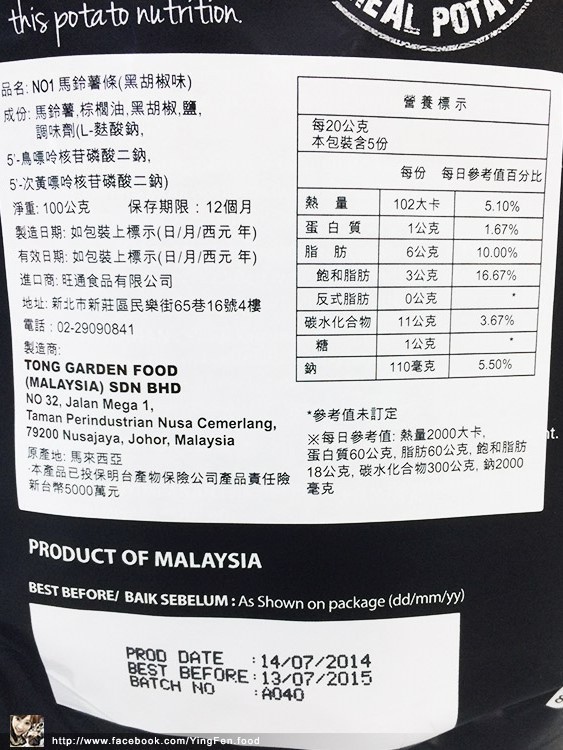 this potato nutrition.
REAL POTA
品名: NO1 馬鈴薯條(黑胡椒味)
成份: 馬鈴薯,棕櫚油,黑胡椒,鹽,
調味劑(L-麩酸鈉,
5'-鳥嘌呤核苷磷酸二鈉,
5'-次黃嘌呤核苷磷酸二鈉)
淨重: 100公克 保存期限：12個月
製造日期: 如包裝上標示(日/月/西元 年)
有效日期: 如包裝上標示(日/月/西元 年)
進口商: 旺通食品有限公司
地址: 新北市新莊區民樂街65巷16號4樓
電話：02-29090841
製造商:
TONG GARDEN FOOD
(MALAYSIA) SDN BHD
NO 32, Jalan Mega 1,
Taman Perindustrian Nusa Cemerlang,
79200 Nusajaya, Johor, Malaysia
原產地: 馬來西亞
·本產品已投保明台產物保險公司產品責任險
新台幣5000萬元
營養標示
每20公克
本包裝含5份
每份 每日參考值百分比
熱量 102大卡 5.10%
蛋白質 1公克 1.67%
脂肪 6公克 10.00%
飽和脂肪 3公克 16.67%
反式脂肪 0公克 *
碳水化合物 11公克 3.67%
糖 1公克 *
鈉 110毫克 5.50%
*參考值未訂定
※每日參考值: 熱量2000大卡,
蛋白質60公克, 脂肪60公克, 飽和脂肪
18公克, 碳水化合物300公克, 鈉2000
毫克
nt.
PRODUCT OF MALAYSIA
BEST BEFORE/ BAIK SEBELUM : As Shown on package (dd/mm/yy)
PROD DATE :14/07/2014
BEST BEFORE:13/07/2015
BATCH NO :A040
http://www.facebook.com/YingFen.food